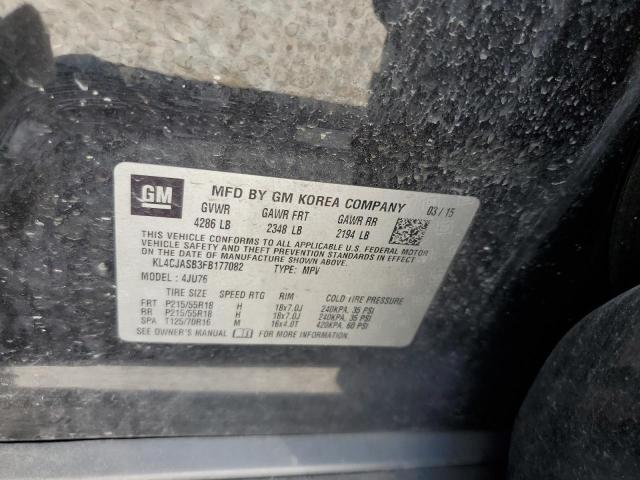 GM
MFD BY GM KOREA COMPANY 03 / 15
GVWR GAWR FRT GAWR RR
4286 LB 2348 LB 2194 LB
THIS VEHICLE CONFORMS TO ALL APPLICABLE U.S. FEDERAL MOTOR
VEHICLE SAFETY AND THEFT PREVENTION STANDARDS IN EFFECT
ON THE DATE OF MANUFACTURE SHOWN ABOVE.
KL4CJASB3FB177082 TYPE: MPV
MODEL: 4JU76
TIRE SIZE SPEED RTG RIM COLD TIRE PRESSURE
FRT P215/55R18 H 18x7.0J 240KPA, 35 PSI
RR P215/55R18 H 18x7.0J 240KPA, 35 PSI
SPA T125/70R16 M 16x4.0T 420KPA, 60 PSI
SEE OWNER'S MANUAL FOR MORE INFORMATION.